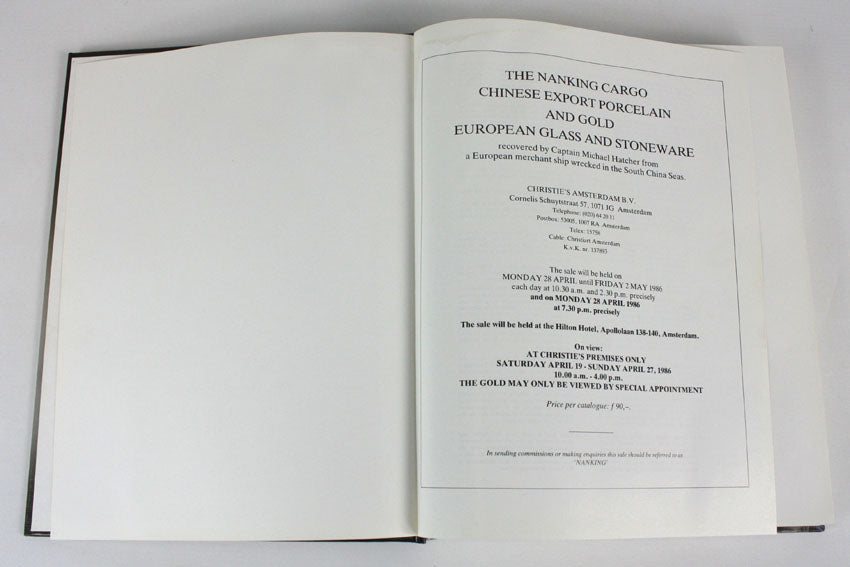 THE NANKING CARGO
CHINESE EXPORT PORCELAIN
AND GOLD
EUROPEAN GLASS AND STONEWARE
recovered by Captain Michael Hatcher from
a European merchant ship wrecked in the South China Seas.
CHRISTIE'S AMSTERDAM B.V.
Cornelis Schuytstraat 57, 1071 JG Amsterdam
Telephone: (020) 64 20 11
Postbox: 53005, 1007 RA Amsterdam
Telex: 15758
Cable: Christiart Amsterdam
K.v.K. nr. 137893
The sale will be held on
MONDAY 28 APRIL until FRIDAY 2 MAY 1986
each day at 10.30 a.m. and 2.30 p.m. precisely
and on MONDAY 28 APRIL 1986
at 7.30 p.m. precisely
The sale will be held at the Hilton Hotel, Apollolaan 138-140, Amsterdam.
On view:
AT CHRISTIE'S PREMISES ONLY
SATURDAY APRIL 19 - SUNDAY APRIL 27, 1986
10.00 a.m. - 4.00 p.m.
THE GOLD MAY ONLY BE VIEWED BY SPECIAL APPOINTMENT
Price per catalogue: ƒ 90,-.
In sending commissions or making enquiries this sale should be referred to as
'NANKING'